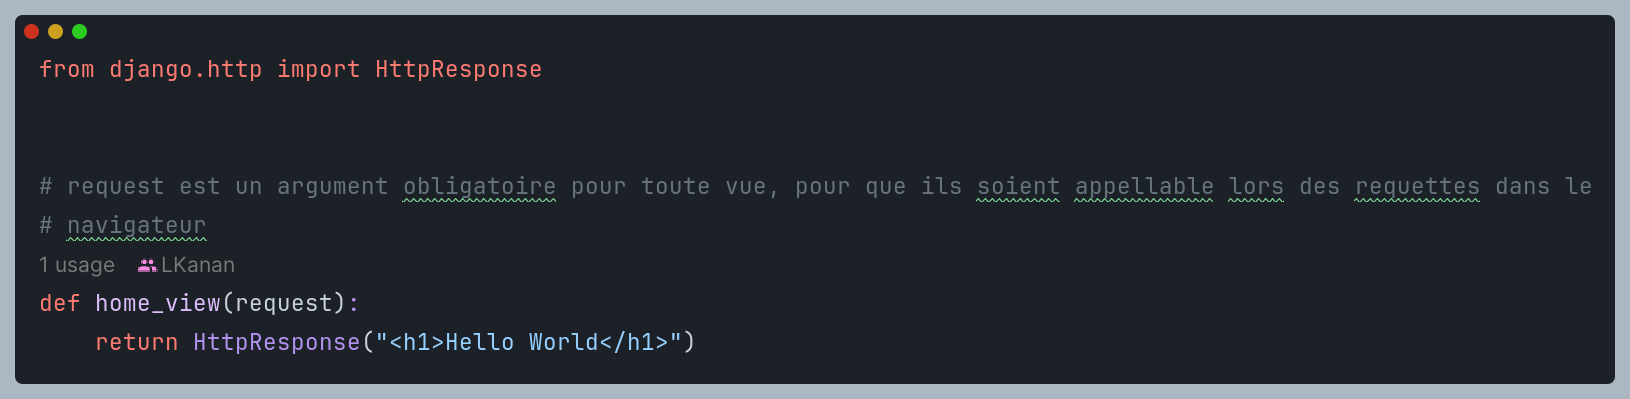 from django.http import HttpResponse
# request est un argument obligatoire pour toute vue, pour que ils soient appellable lors des requettes dans le
# navigateur
1 usage LKanan
def home_view(request):
    return HttpResponse("<h1>Hello World</h1>")